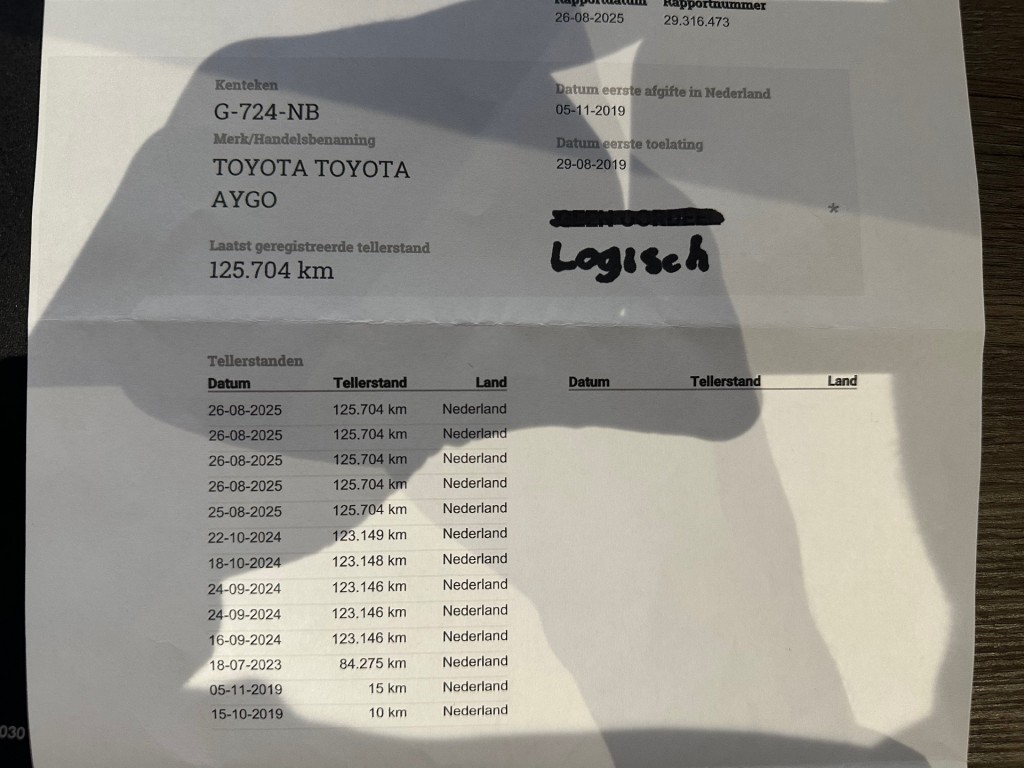 Rapportdatum Rapportnummer
26-08-2025 29.316.473
Kenteken
G-724-NB
Merk/Handelsbenaming
TOYOTA TOYOTA
AYGO
Laatst geregistreerde tellerstand
125.704 km
Datum eerste afgifte in Nederland
05-11-2019
Datum eerste toelating
29-08-2019
*
Logisch
Tellerstanden
Datum Tellerstand Land Datum Tellerstand Land
26-08-2025 125.704 km Nederland
26-08-2025 125.704 km Nederland
26-08-2025 125.704 km Nederland
26-08-2025 125.704 km Nederland
25-08-2025 125.704 km Nederland
22-10-2024 123.149 km Nederland
18-10-2024 123.148 km Nederland
24-09-2024 123.146 km Nederland
24-09-2024 123.146 km Nederland
16-09-2024 123.146 km Nederland
18-07-2023 84.275 km Nederland
05-11-2019 15 km Nederland
15-10-2019 10 km Nederland
030